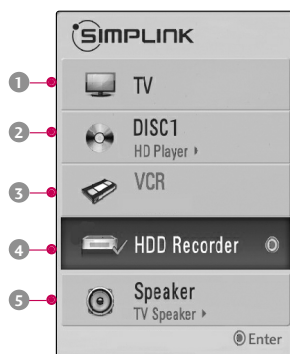 SIMPLINK
1 TV
2 DISC1
HD Player
3 VCR
4 HDD Recorder
5 Speaker
TV Speaker
Enter